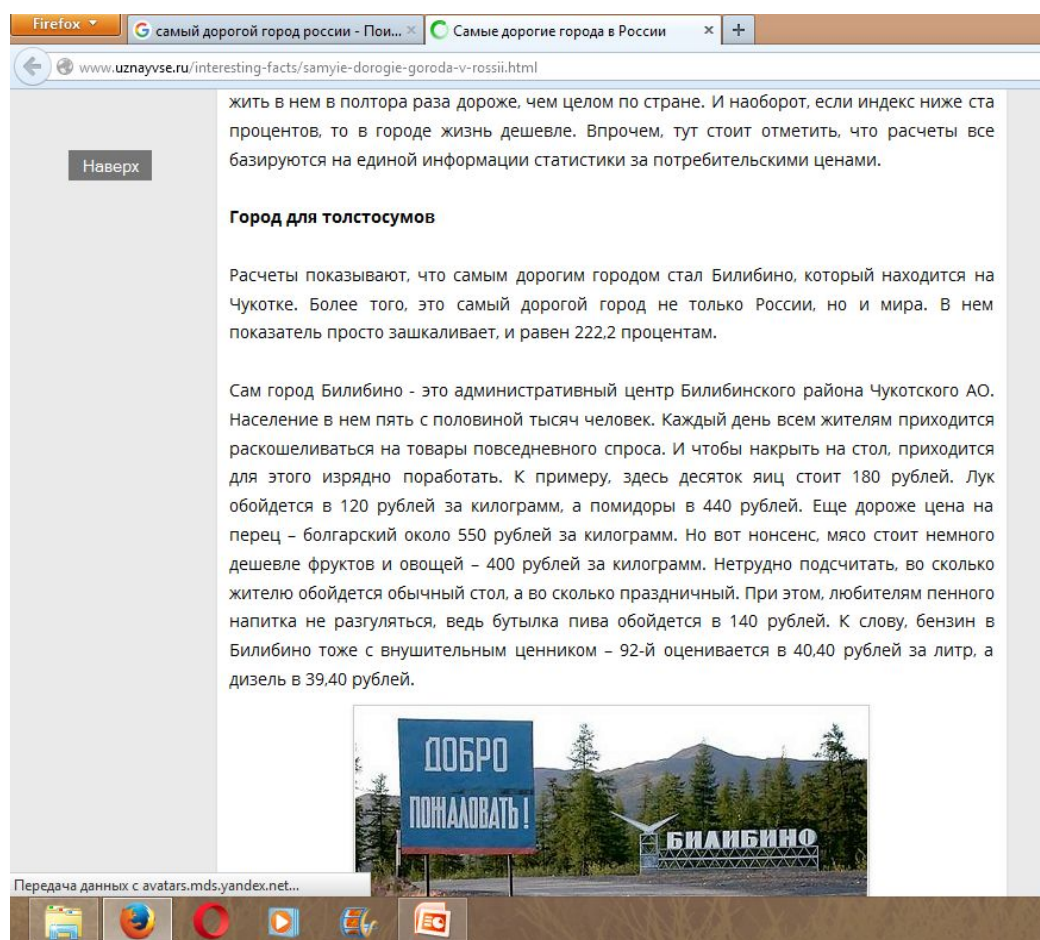 Firefox
самый дорогой город россии - Пои...
Самые дорогие города в России
www.uznayvse.ru/interesting-facts/samyie-dorogie-goroda-v-rossii.html
жить в нем в полтора раза дороже, чем целом по стране. И наоборот, если индекс ниже ста
процентов, то в городе жизнь дешевле. Впрочем, тут стоит отметить, что расчеты все
базируются на единой информации статистики за потребительскими ценами.
Наверх
Город для толстосумов
Расчеты показывают, что самым дорогим городом стал Билибино, который находится на
Чукотке. Более того, это самый дорогой город не только России, но и мира. В нем
показатель просто зашкаливает, и равен 222,2 процентам.
Сам город Билибино - это административный центр Билибинского района Чукотского АО.
Население в нем пять с половиной тысяч человек. Каждый день всем жителям приходится
раскошеливаться на товары повседневного спроса. И чтобы накрыть на стол, приходится
для этого изрядно поработать. К примеру, здесь десяток яиц стоит 180 рублей. Лук
обойдется в 120 рублей за килограмм, а помидоры в 440 рублей. Еще дороже цена на
перец – болгарский около 550 рублей за килограмм. Но вот нонсенс, мясо стоит немного
дешевле фруктов и овощей – 400 рублей за килограмм. Нетрудно подсчитать, во сколько
жителю обойдется обычный стол, а во сколько праздничный. При этом, любителям пенного
напитка не разгуляться, ведь бутылка пива обойдется в 140 рублей. К слову, бензин в
Билибино тоже с внушительным ценником – 92-й оценивается в 40,40 рублей за литр, а
дизель в 39,40 рублей.
ДОБРО
ПОЖАЛОВАТЬ!
БИЛИБИНО
Передача данных с avatars.mds.yandex.net...